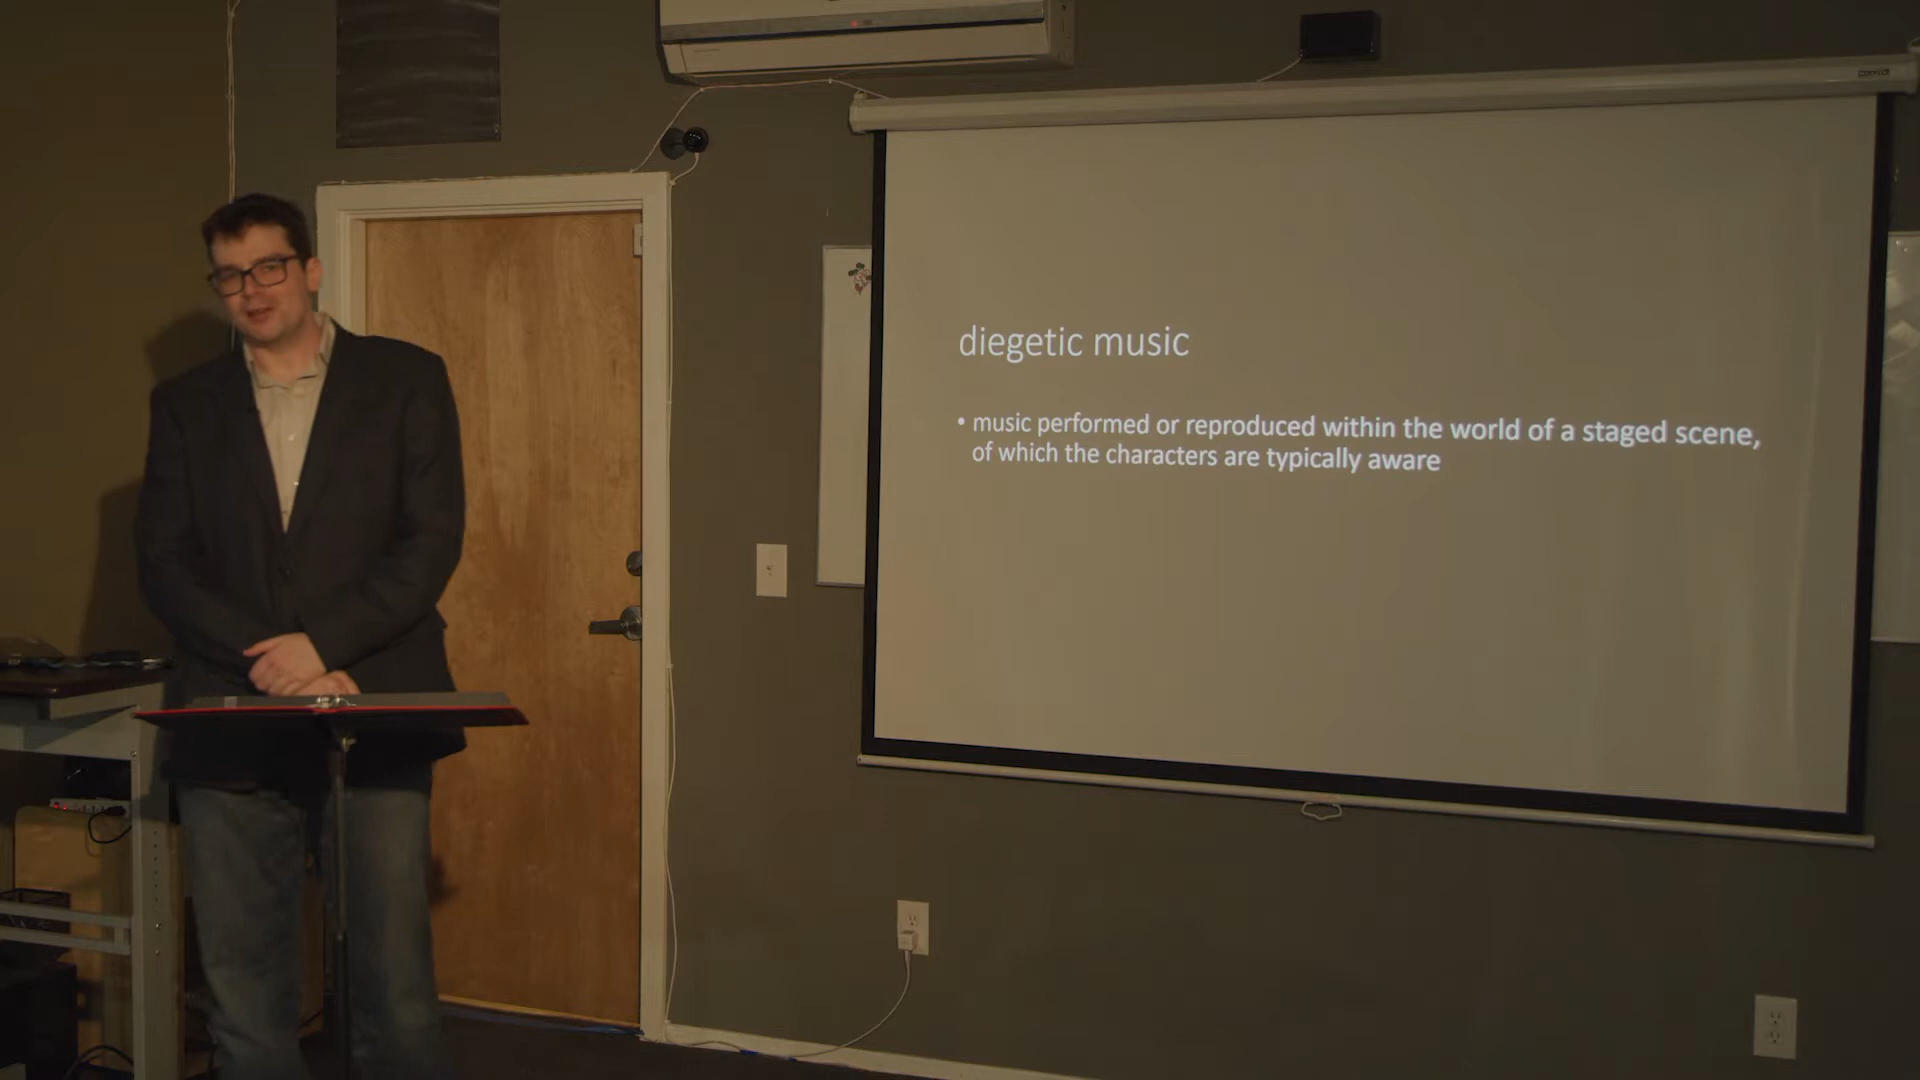 diegetic music
• music performed or reproduced within the world of a staged scene,
of which the characters are typically aware